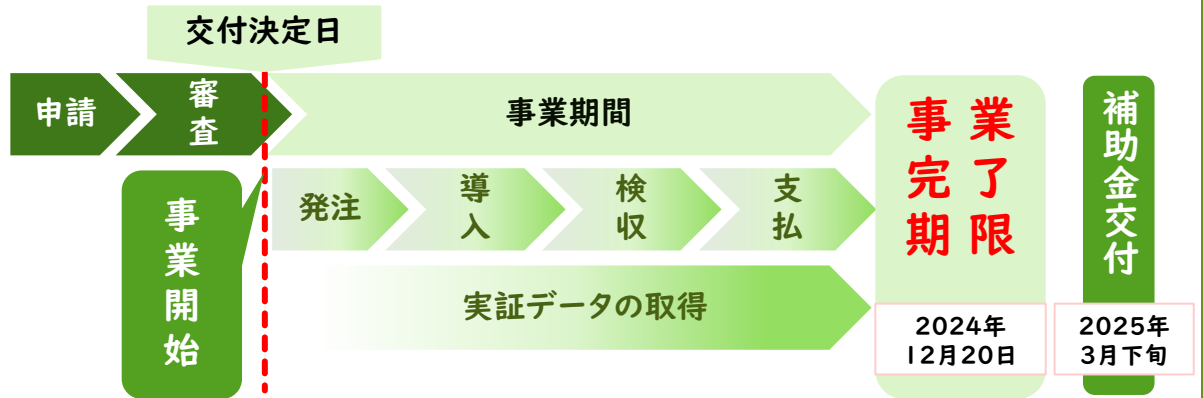 交付決定日
申請
審査
事業期間
事業開始
発注
導入
検収
支払
実証データの取得
事業
完了
期限
2024年
12月20日
補助金交付
2025年
3月下旬